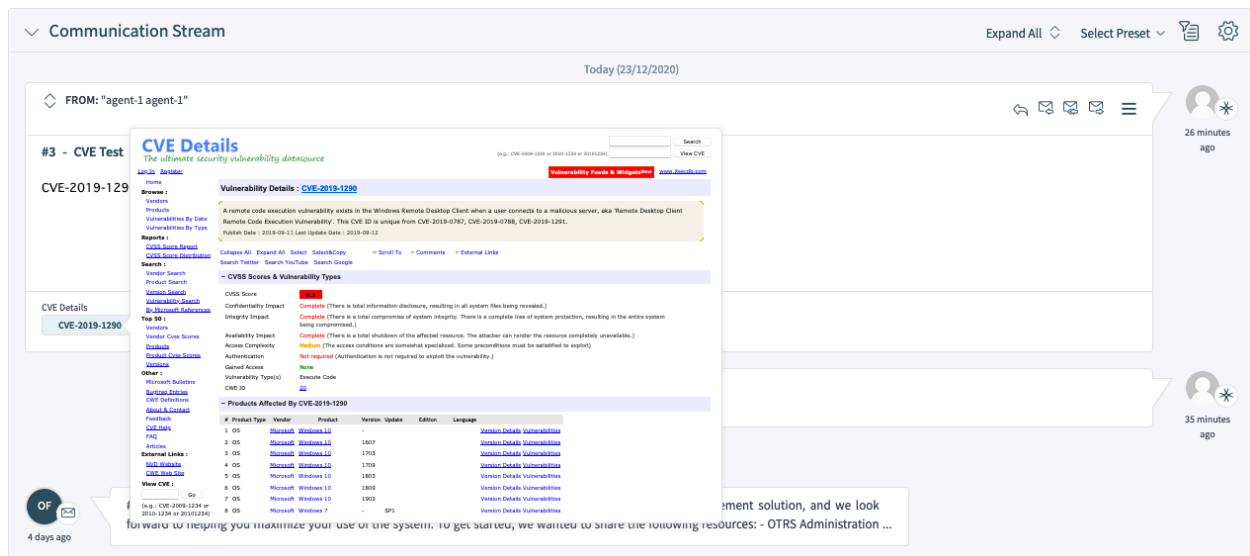 Communication Stream
Expand All
Select Preset
Today (23/12/2020)
FROM: "agent-1 agent-1"
26 minutes
ago
#3 - CVE Test
CVE-2019-129
CVE Details
CVE-2019-1290
CVE Details
The ultimate security vulnerability datasource
Search
(e.g.: CVE-2009-1234 or 2010-1234 or 20101234)
View CVE
Log In Register
Vulnerability Feeds & WidgetsNew
www.itsecdb.com
Home
Browse :
Vendors
Products
Vulnerabilities By Date
Vulnerabilities By Type
Reports :
CVSS Score Report
CVSS Score Distribution
Search :
Vendor Search
Product Search
Version Search
Vulnerability Search
By Microsoft References
Top 50 :
Vendors
Vendor Cvss Scores
Products
Product Cvss Scores
Versions
Other :
Microsoft Bulletins
Bugtraq Entries
CWE Definitions
About & Contact
Feedback
CVE Help
FAQ
Articles
External Links :
NVD Website
CWE Web Site
View CVE :
Go
(e.g.: CVE-2009-1234 or
2010-1234 or 20101234)
Vulnerability Details : CVE-2019-1290
A remote code execution vulnerability exists in the Windows Remote Desktop Client when a user connects to a malicious server, aka 'Remote Desktop Client
Remote Code Execution Vulnerability'. This CVE ID is unique from CVE-2019-0787, CVE-2019-0788, CVE-2019-1291.
Publish Date : 2019-09-11 Last Update Date : 2019-09-12
Collapse All Expand All Select Select&Copy Scroll To Comments External Links
Search Twitter Search YouTube Search Google
− CVSS Scores & Vulnerability Types
CVSS Score 9.3
Confidentiality Impact Complete (There is total information disclosure, resulting in all system files being revealed.)
Integrity Impact Complete (There is a total compromise of system integrity. There is a complete loss of system protection, resulting in the entire system
being compromised.)
Availability Impact Complete (There is a total shutdown of the affected resource. The attacker can render the resource completely unavailable.)
Access Complexity Medium (The access conditions are somewhat specialized. Some preconditions must be satistified to exploit)
Authentication Not required (Authentication is not required to exploit the vulnerability.)
Gained Access None
Vulnerability Type(s) Execute Code
CWE ID 20
− Products Affected By CVE-2019-1290
# Product Type Vendor Product Version Update Edition Language
1 OS Microsoft Windows 10 - Version Details Vulnerabilities
2 OS Microsoft Windows 10 1607 Version Details Vulnerabilities
3 OS Microsoft Windows 10 1703 Version Details Vulnerabilities
4 OS Microsoft Windows 10 1709 Version Details Vulnerabilities
5 OS Microsoft Windows 10 1803 Version Details Vulnerabilities
6 OS Microsoft Windows 10 1809 Version Details Vulnerabilities
7 OS Microsoft Windows 10 1903 Version Details Vulnerabilities
8 OS Microsoft Windows 7 - SP1 Version Details Vulnerabilities
35 minutes
ago
OF
4 days ago
ement solution, and we look
forward to helping you maximize your use of the system. To get started, we wanted to share the following resources: - OTRS Administration ...